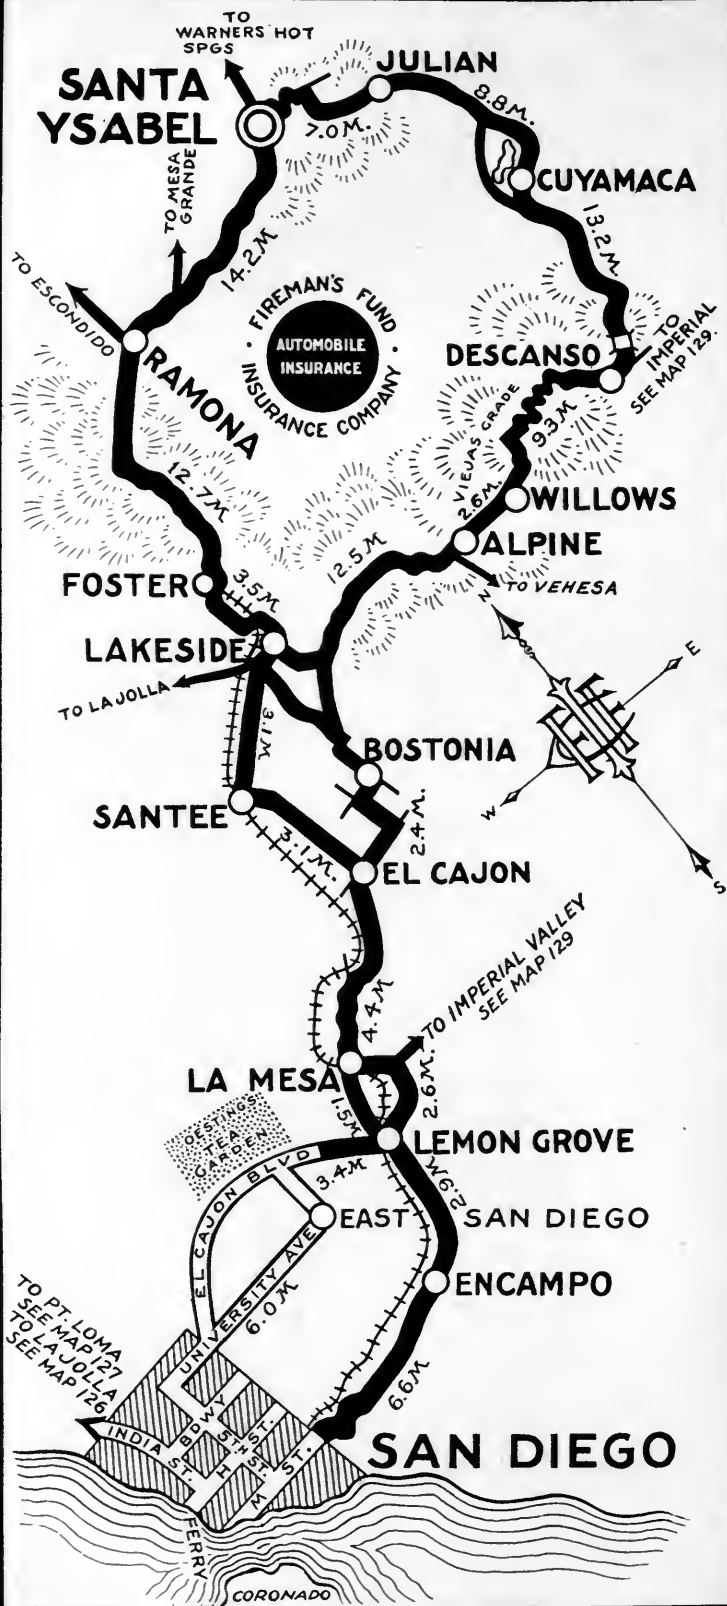 TO
WARNERS HOT
SPGS
JULIAN
SANTA
YSABEL
7.0 M.
8.8 M.
CUYAMACA
TO MESA
GRANDE
14.2 M
13.2 M
TO ESCONDIDO
FIREMAN'S FUND
AUTOMOBILE
INSURANCE
INSURANCE COMPANY
RAMONA
DESCANSO
TO
IMPERIAL
SEE MAP 129.
VIEJAS GRADE
9.3 M
12.7 M
2.6 M.
WILLOWS
ALPINE
12.5 M
TO VEHESA
FOSTER
3.5 M
LAKESIDE
TO LA JOLLA
3.1 M
N
E
W
S
BOSTONIA
SANTEE
2.4 M.
3.1 M.
EL CAJON
4.4 M
TO IMPERIAL VALLEY
SEE MAP 129
LA MESA
2.6 M.
1.5 M
OESTINGS
TEA
GARDEN
LEMON GROVE
EL CAJON BLVD
3.4 M
2.9 M
EAST SAN DIEGO
UNIVERSITY AVE
6.0 M
ENCAMPO
TO PT. LOMA
SEE MAP 127
TO LA JOLLA
SEE MAP 126
6.6 M
INDIA ST.
BDWY
5TH ST.
ST.
H
M ST.
SAN DIEGO
FERRY
CORONADO